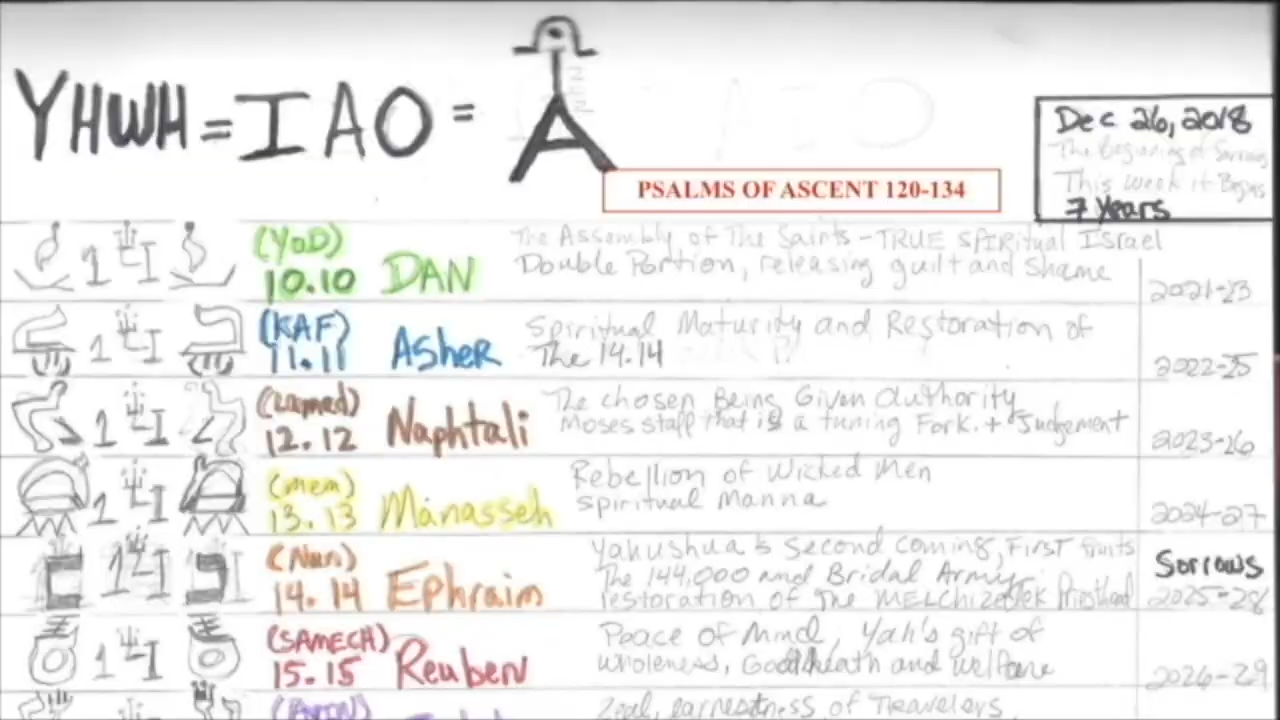 YHWH = IAO = A
Dec 26, 2018
The Beginning of Sorrows
This week it Begins
7 Years
PSALMS OF ASCENT 120-134
(YOD)
10.10 DAN
The Assembly of The Saints - TRUE SPIRitual Israel
Double Portion, releasing guilt and shame
2021-23
(KAF)
11.11 Asher
Spiritual Maturity and Restoration of
The 14.14
2022-25
(Lamed)
12.12 Naphtali
The chosen Being Given Authority
Moses staff that is a tuning Fork. + Judgement
2023-26
(mem)
13.13 Manasseh
Rebellion of Wicked Men
spiritual Manna
2024-27
(Nun)
14.14 Ephraim
Yahushua's second coming, First fruits
The 144,000 and Bridal Army
restoration of The MELCHizedek Priesthood
Sorrows
2025-28
(SAMECH)
15.15 Reuben
Peace of Mind, Yah's gift of
wholeness, Good heath and welfare
2026-29
(AYIN)
Zeal, earnestness of Travelers